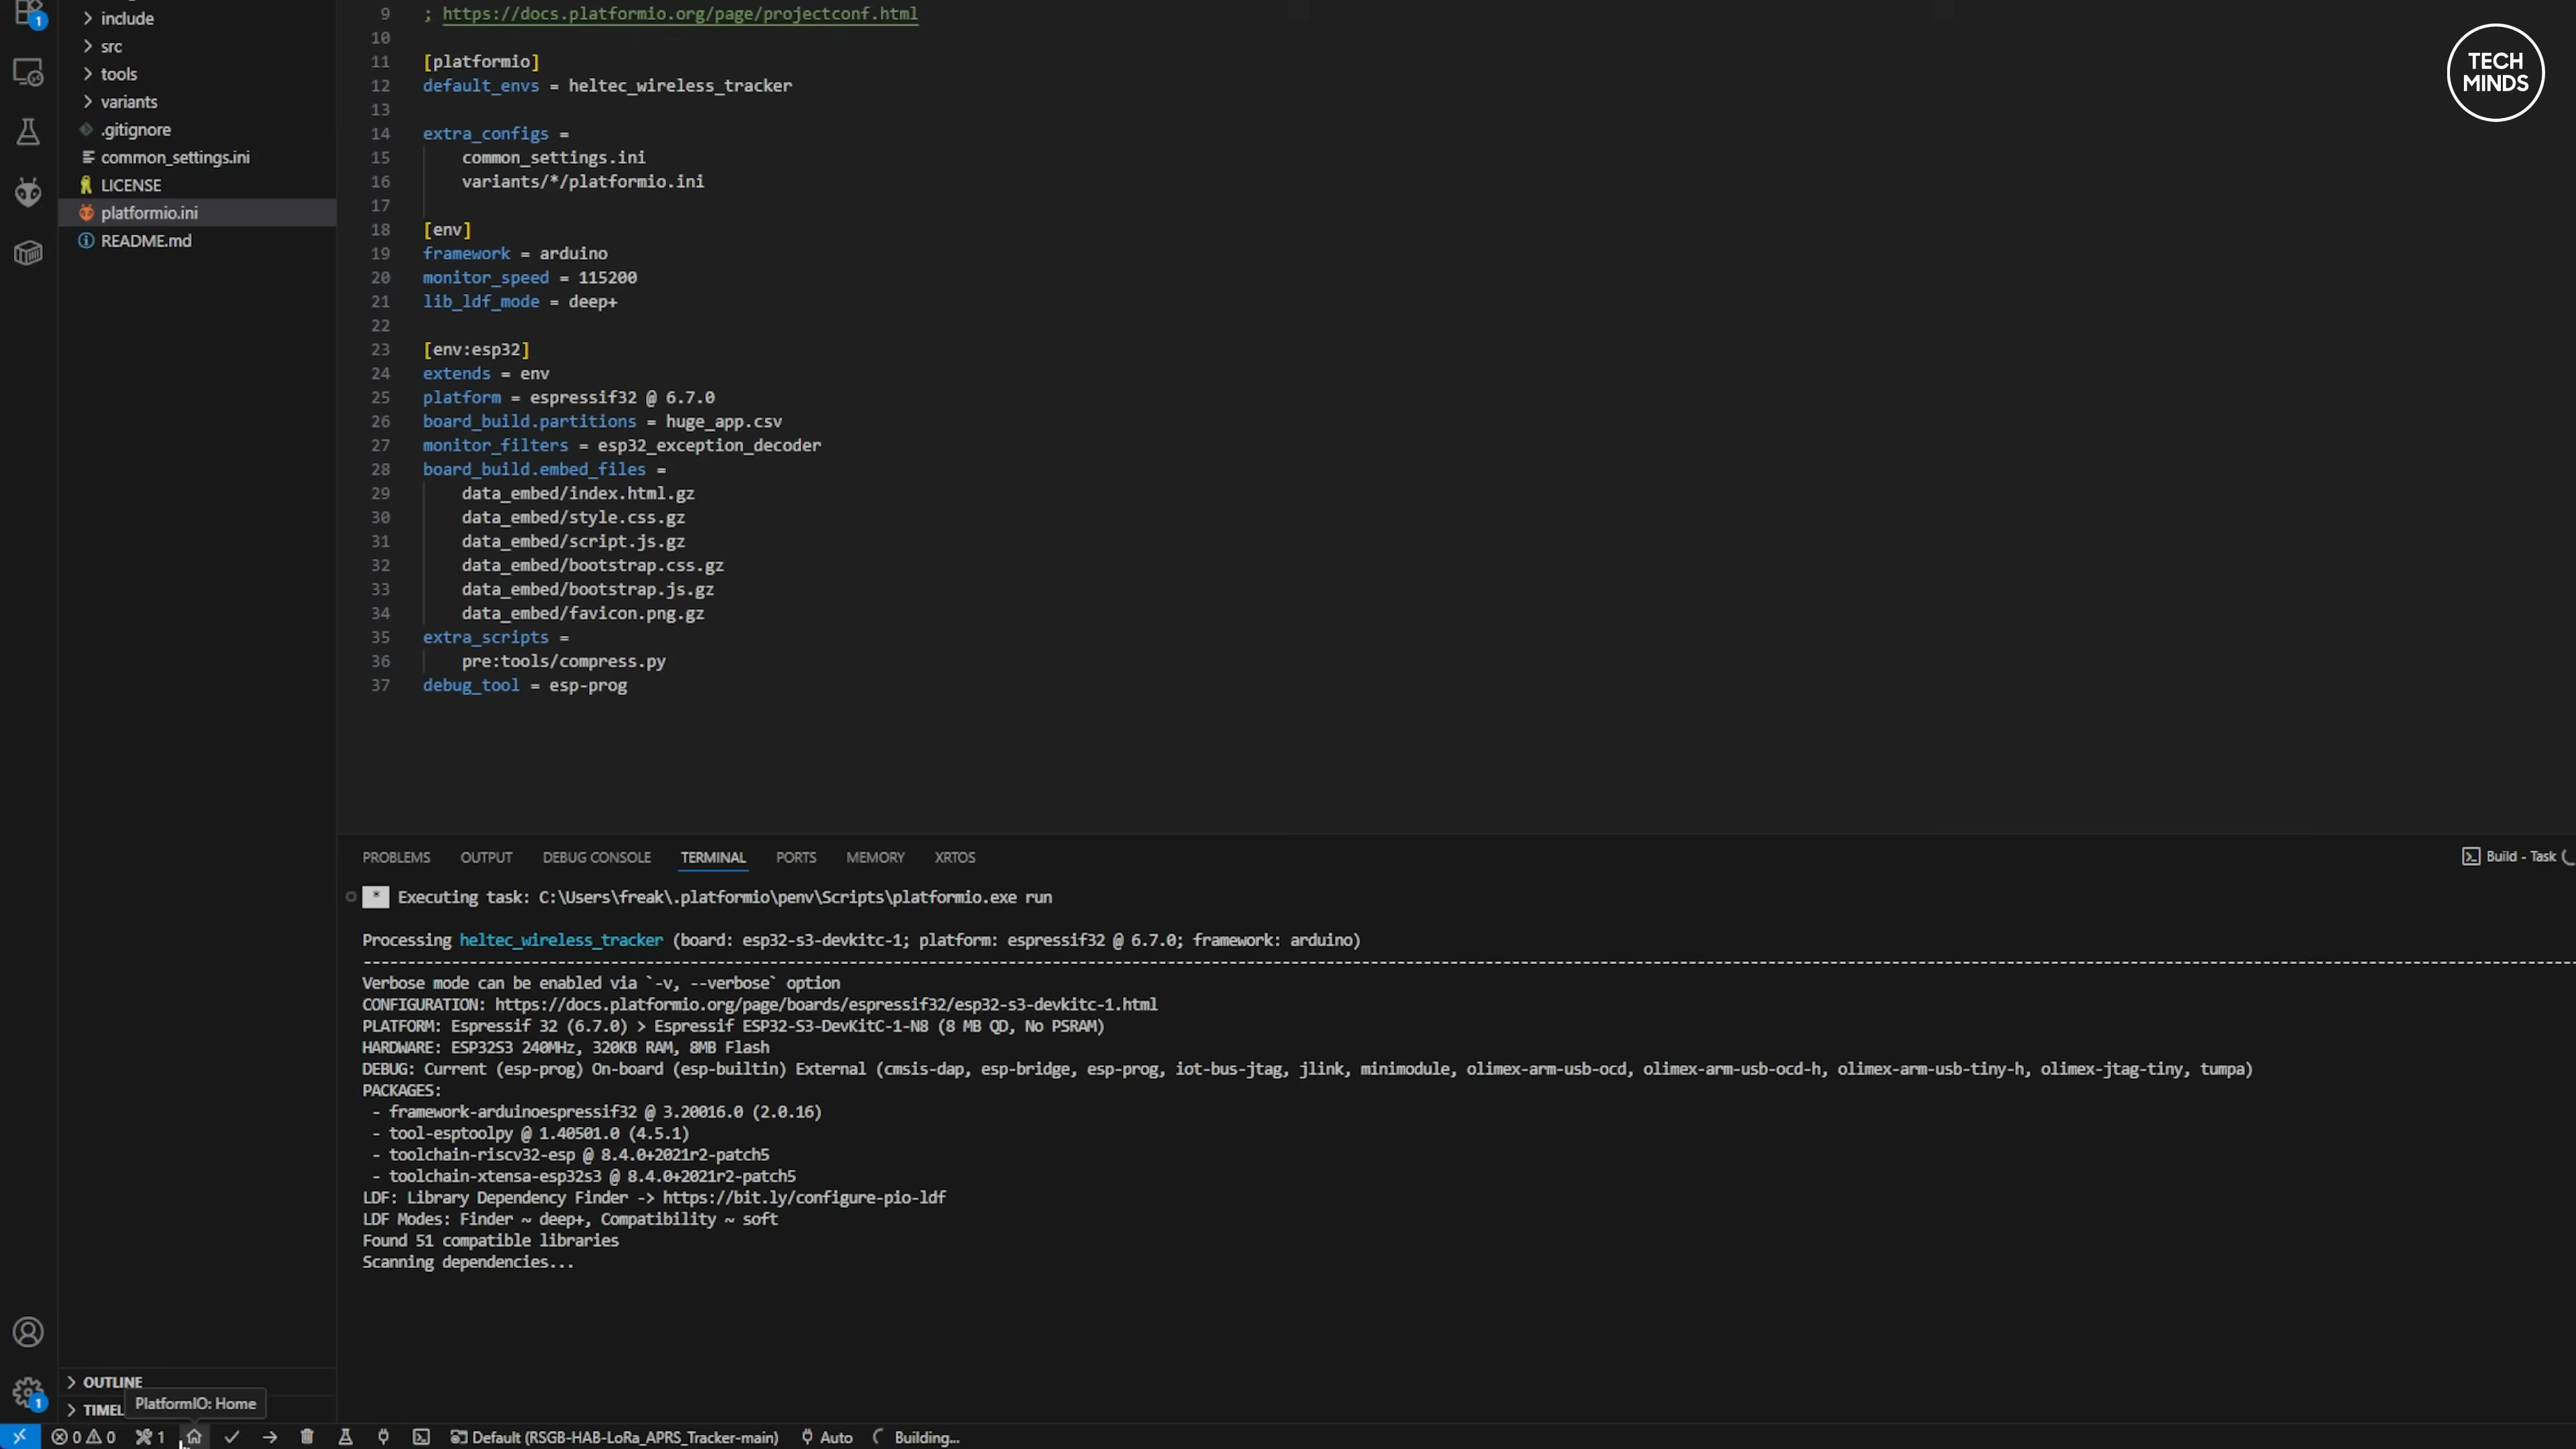 include
src
tools
variants
.gitignore
common_settings.ini
LICENSE
platformio.ini
README.md
1
9 ; https://docs.platformio.org/page/projectconf.html
10
11 [platformio]
12 default_envs = heltec_wireless_tracker
13
14 extra_configs =
15 common_settings.ini
16 variants/*/platformio.ini
17
18 [env]
19 framework = arduino
20 monitor_speed = 115200
21 lib_ldf_mode = deep+
22
23 [env:esp32]
24 extends = env
25 platform = espressif32 @ 6.7.0
26 board_build.partitions = huge_app.csv
27 monitor_filters = esp32_exception_decoder
28 board_build.embed_files =
29 data_embed/index.html.gz
30 data_embed/style.css.gz
31 data_embed/script.js.gz
32 data_embed/bootstrap.css.gz
33 data_embed/bootstrap.js.gz
34 data_embed/favicon.png.gz
35 extra_scripts =
36 pre:tools/compress.py
37 debug_tool = esp-prog
TECH
MINDS
PROBLEMS OUTPUT DEBUG CONSOLE TERMINAL PORTS MEMORY XRTOS
Build - Task
* Executing task: C:\Users\freak\.platformio\penv\Scripts\platformio.exe run
Processing heltec_wireless_tracker (board: esp32-s3-devkitc-1; platform: espressif32 @ 6.7.0; framework: arduino)
Verbose mode can be enabled via `-v, --verbose` option
CONFIGURATION: https://docs.platformio.org/page/boards/espressif32/esp32-s3-devkitc-1.html
PLATFORM: Espressif 32 (6.7.0) > Espressif ESP32-S3-DevKitC-1-N8 (8 MB QD, No PSRAM)
HARDWARE: ESP32S3 240MHz, 320KB RAM, 8MB Flash
DEBUG: Current (esp-prog) On-board (esp-builtin) External (cmsis-dap, esp-bridge, esp-prog, iot-bus-jtag, jlink, minimodule, olimex-arm-usb-ocd, olimex-arm-usb-ocd-h, olimex-arm-usb-tiny-h, olimex-jtag-tiny, tumpa)
PACKAGES:
- framework-arduinoespressif32 @ 3.20016.0 (2.0.16)
- tool-esptoolpy @ 1.40501.0 (4.5.1)
- toolchain-riscv32-esp @ 8.4.0+2021r2-patch5
- toolchain-xtensa-esp32s3 @ 8.4.0+2021r2-patch5
LDF: Library Dependency Finder -> https://bit.ly/configure-pio-ldf
LDF Modes: Finder ~ deep+, Compatibility ~ soft
Found 51 compatible libraries
Scanning dependencies...
OUTLINE
TIMEL
PlatformIO: Home
1
0 0 1 Default (RSGB-HAB-LoRa_APRS_Tracker-main) Auto Building...